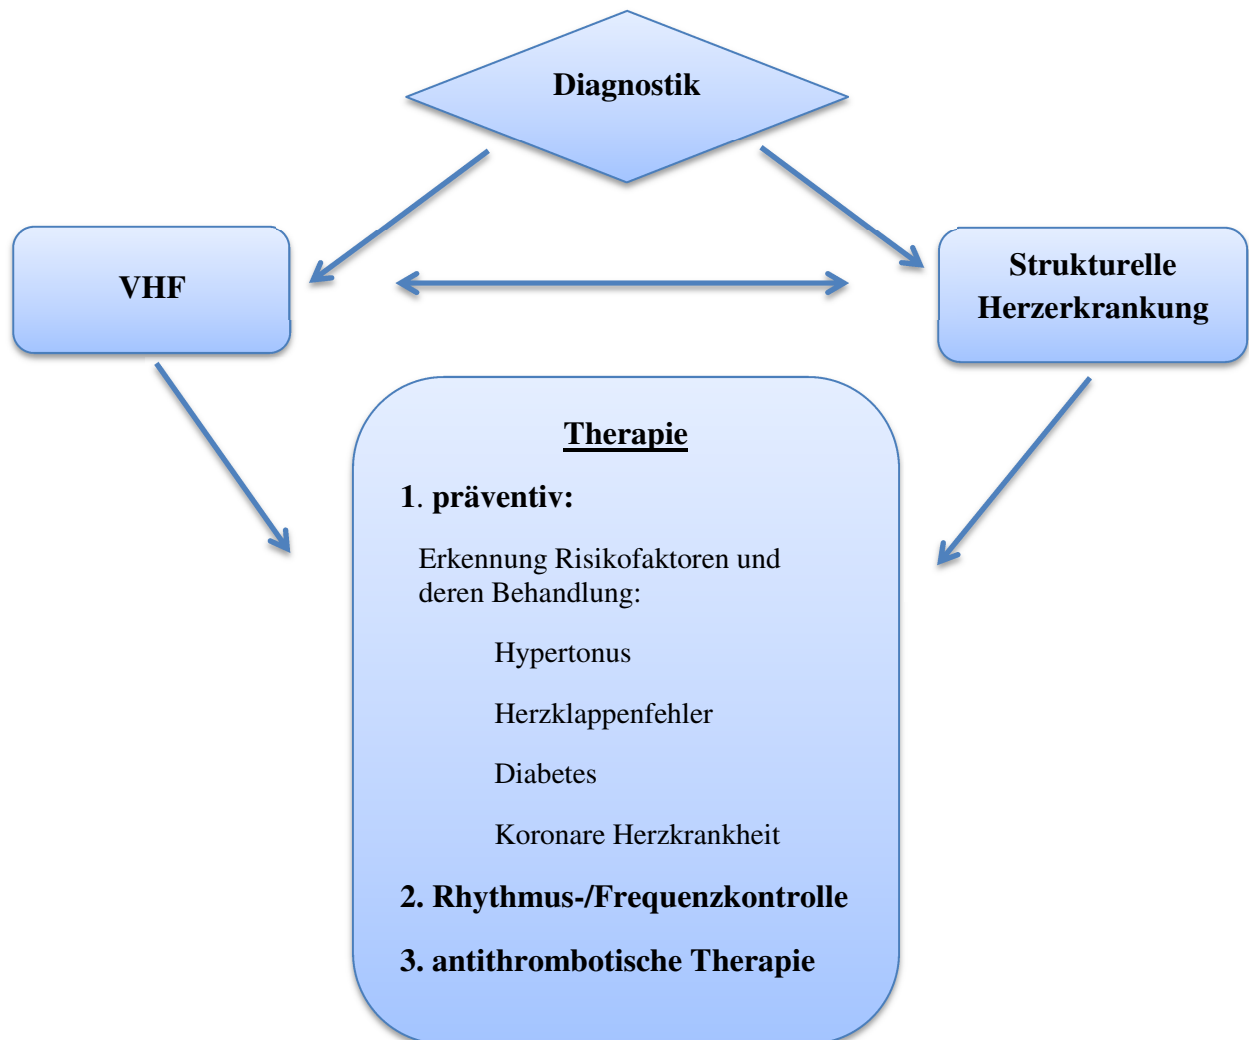 Diagnostik
VHF
Strukturelle
Herzerkrankung
Therapie
1. präventiv:
Erkennung Risikofaktoren und
deren Behandlung:
Hypertonus
Herzklappenfehler
Diabetes
Koronare Herzkrankheit
2. Rhythmus-/Frequenzkontrolle
3. antithrombotische Therapie